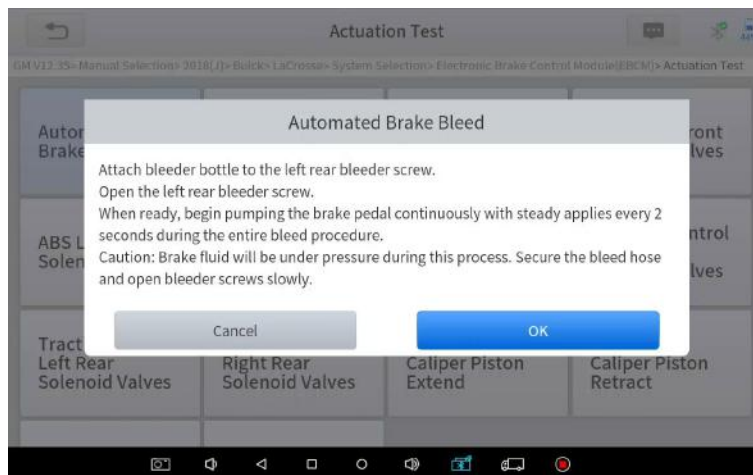 Actuation Test
GM V12.35> Manual Selection> 2018(J)> Buick> LaCrosse> System Selection> Electronic Brake Control Module(EBCM)> Actuation Test
Automated Brake Bleed
Attach bleeder bottle to the left rear bleeder screw.
Open the left rear bleeder screw.
When ready, begin pumping the brake pedal continuously with steady applies every 2
seconds during the entire bleed procedure.
Caution: Brake fluid will be under pressure during this process. Secure the bleed hose
and open bleeder screws slowly.
Cancel
OK
Autor
Brake
ront
lves
ABS L
Solen
ntrol
lves
Tract
Left Rear
Solenoid Valves
Right Rear
Solenoid Valves
Caliper Piston
Extend
Caliper Piston
Retract